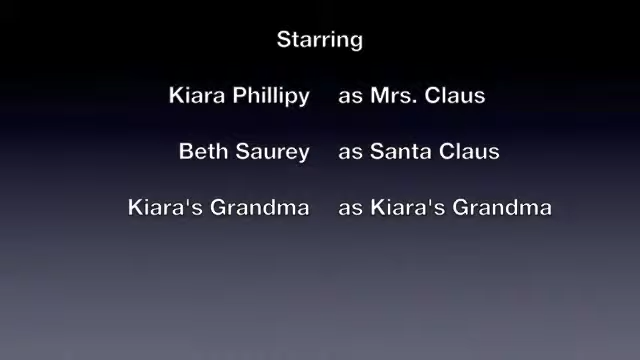 Starring
Kiara Phillipy as Mrs. Claus
Beth Saurey as Santa Claus
Kiara's Grandma as Kiara's Grandma